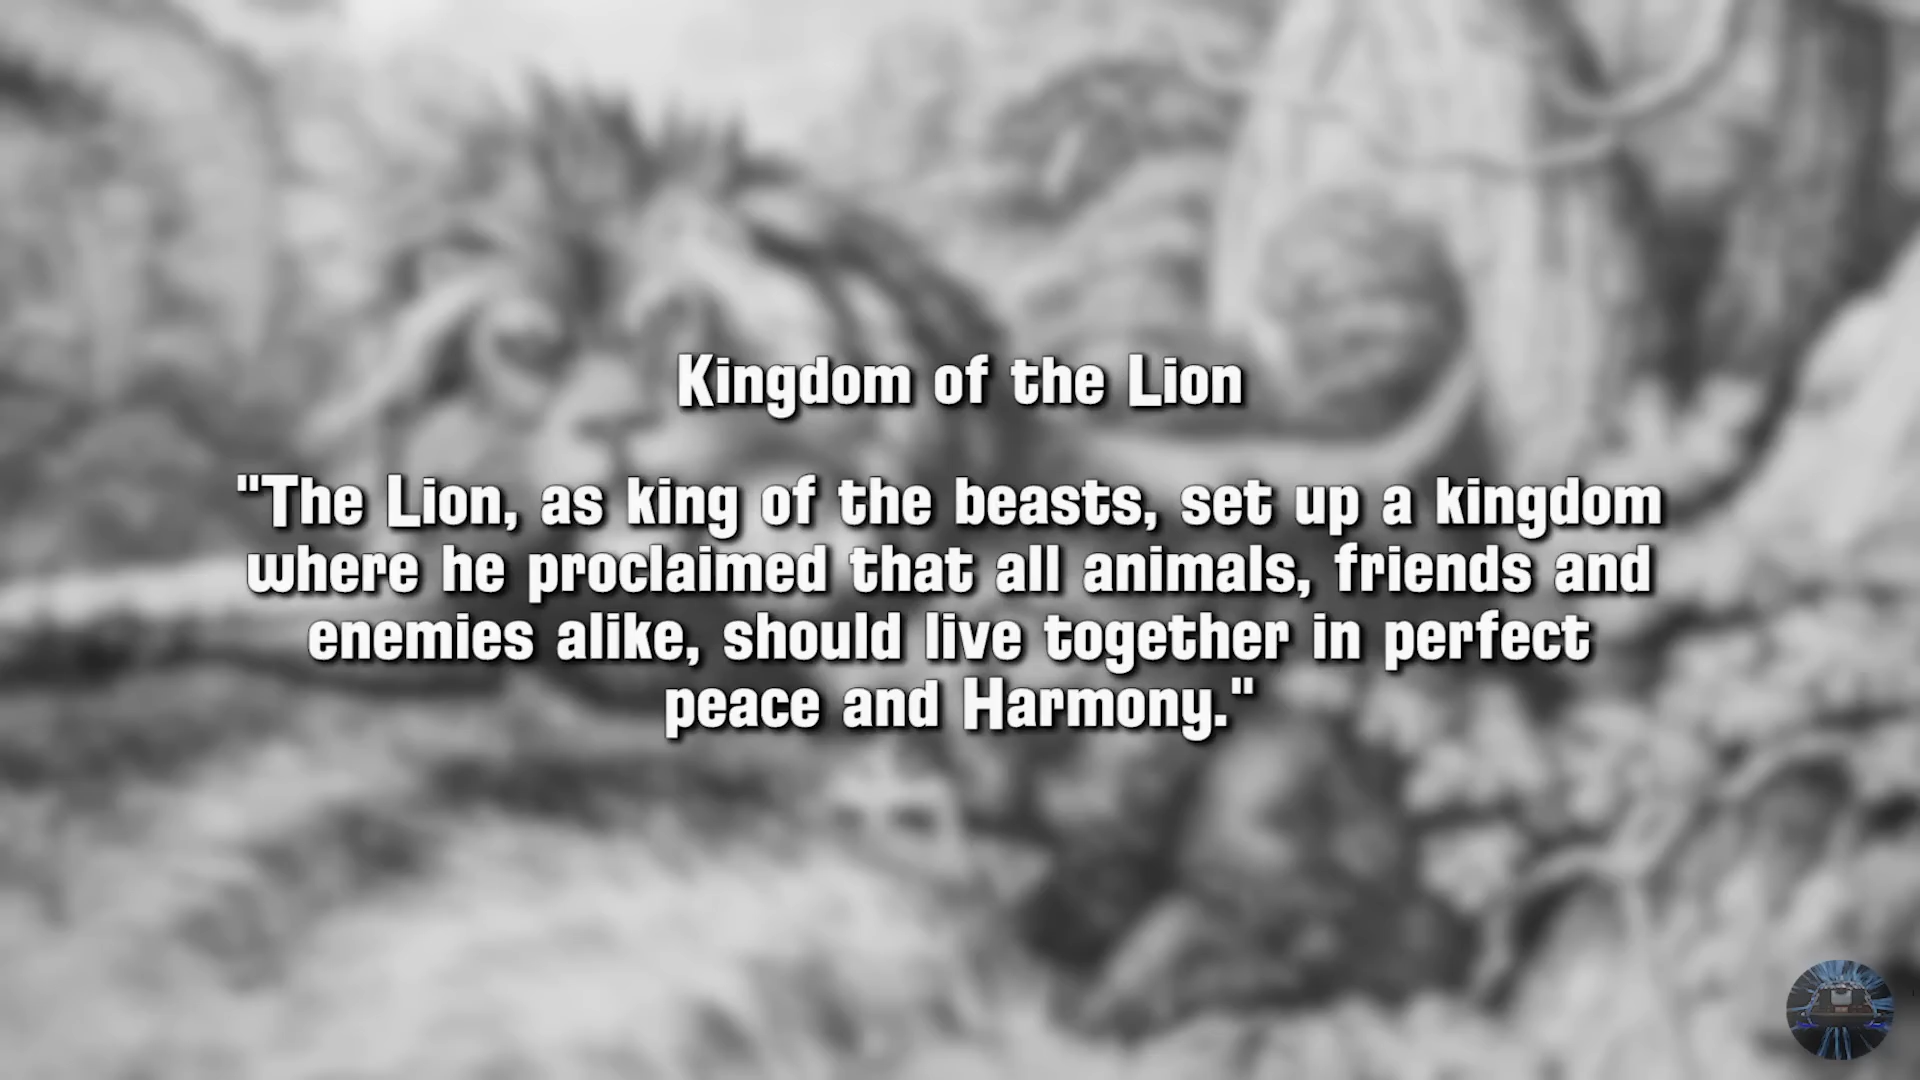 Kingdom of the Lion
"The Lion, as king of the beasts, set up a kingdom
where he proclaimed that all animals, friends and
enemies alike, should live together in perfect
peace and Harmony."